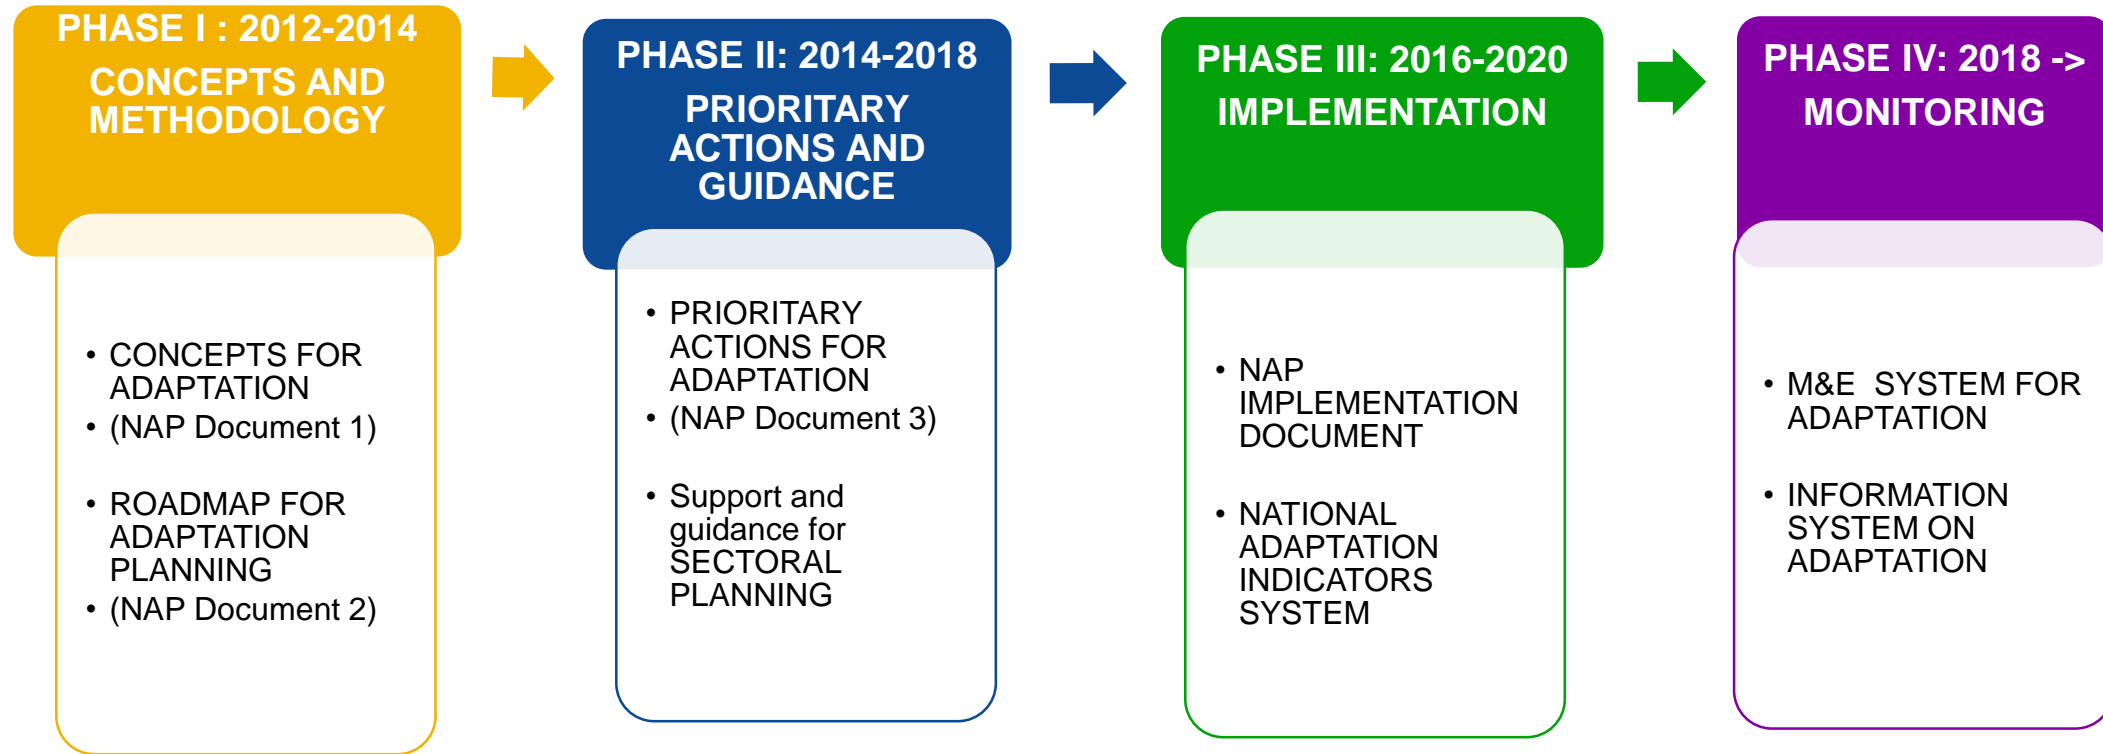 PHASE I : 2012-2014
CONCEPTS AND
METHODOLOGY
• CONCEPTS FOR
ADAPTATION
• (NAP Document 1)
• ROADMAP FOR
ADAPTATION
PLANNING
• (NAP Document 2)
PHASE II: 2014-2018
PRIORITARY
ACTIONS AND
GUIDANCE
• PRIORITARY
ACTIONS FOR
ADAPTATION
• (NAP Document 3)
• Support and
guidance for
SECTORAL
PLANNING
PHASE III: 2016-2020
IMPLEMENTATION
• NAP
IMPLEMENTATION
DOCUMENT
• NATIONAL
ADAPTATION
INDICATORS
SYSTEM
PHASE IV: 2018 ->
MONITORING
• M&E  SYSTEM FOR
ADAPTATION
• INFORMATION
SYSTEM ON
ADAPTATION